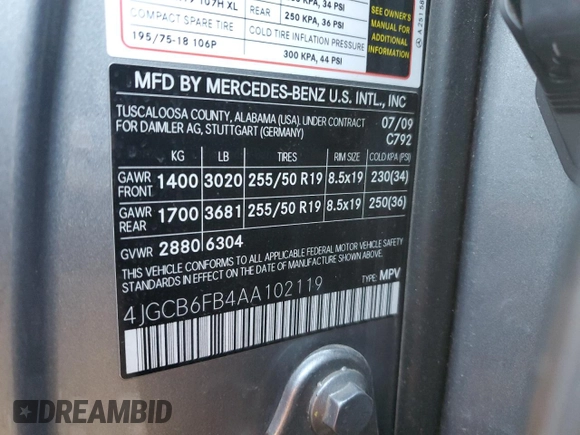 107H XL
COMPACT SPARE TIRE
195/75-18 106P
REAR
34 PSI
250 KPA, 36 PSI
COLD TIRE INFLATION PRESSURE
300 KPA, 44 PSI
SEE OWNER'S
MANUAL FOR
ADDITIONAL
INFORMATION
MFD BY MERCEDES-BENZ U.S. INTL., INC
TUSCALOOSA COUNTY, ALABAMA (USA). UNDER CONTRACT
FOR DAIMLER AG, STUTTGART (GERMANY)
07/09
C792
KG LB TIRES RIM SIZE COLD KPA (PSI)
GAWR FRONT 1400 3020 255/50 R19 8.5x19 230(34)
GAWR REAR 1700 3681 255/50 R19 8.5x19 250(36)
GVWR 2880 6304
THIS VEHICLE CONFORMS TO ALL APPLICABLE FEDERAL MOTOR VEHICLE SAFETY
STANDARDS IN EFFECT ON THE DATE OF MANUFACTURE SHOWN ABOVE.
4JGCB6FB4AA102119
TYPE: MPV
DREAMBID